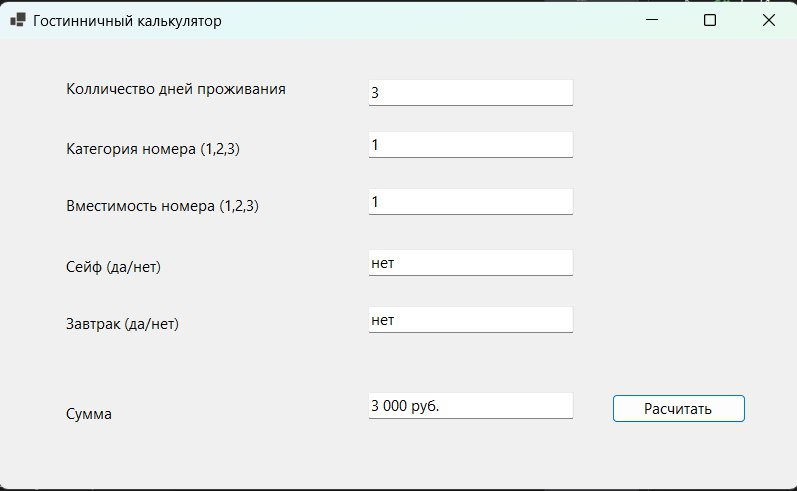 Гостинничный калькулятор
Колличество дней проживания 3
Категория номера (1,2,3) 1
Вместимость номера (1,2,3) 1
Сейф (да/нет) нет
Завтрак (да/нет) нет
Сумма 3 000 руб. Расчитать